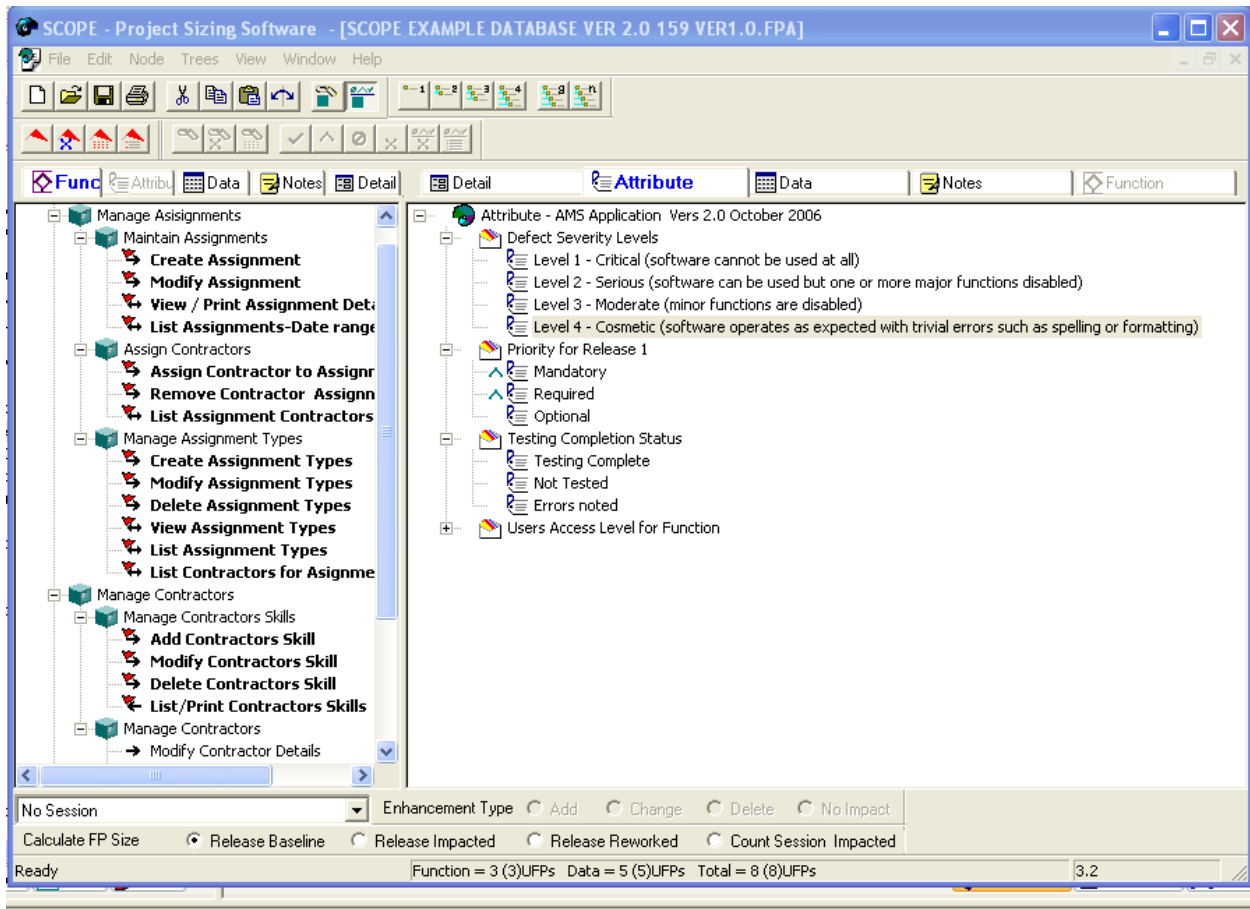 SCOPE - Project Sizing Software - [SCOPE EXAMPLE DATABASE VER 2.0 159 VER1.0.FPA]
File Edit Node Trees View Window Help
1 2 3 4 9 n
Func Attribu Data Notes Detail
Detail Attribute Data Notes Function
Manage Asisignments
Maintain Assignments
Create Assignment
Modify Assignment
View / Print Assignment Deta
List Assignments-Date range
Assign Contractors
Assign Contractor to Assignr
Remove Contractor Assignn
List Assignment Contractors
Manage Assignment Types
Create Assignment Types
Modify Assignment Types
Delete Assignment Types
View Assignment Types
List Assignment Types
List Contractors for Asignme
Manage Contractors
Manage Contractors Skills
Add Contractors Skill
Modify Contractors Skill
Delete Contractors Skill
List/Print Contractors Skills
Manage Contractors
Modify Contractor Details
Attribute - AMS Application Vers 2.0 October 2006
Defect Severity Levels
Level 1 - Critical (software cannot be used at all)
Level 2 - Serious (software can be used but one or more major functions disabled)
Level 3 - Moderate (minor functions are disabled)
Level 4 - Cosmetic (software operates as expected with trivial errors such as spelling or formatting)
Priority for Release 1
Mandatory
Required
Optional
Testing Completion Status
Testing Complete
Not Tested
Errors noted
Users Access Level for Function
No Session Enhancement Type Add Change Delete No Impact
Calculate FP Size Release Baseline Release Impacted Release Reworked Count Session Impacted
Ready Function = 3 (3)UFPs Data = 5 (5)UFPs Total = 8 (8)UFPs 3.2